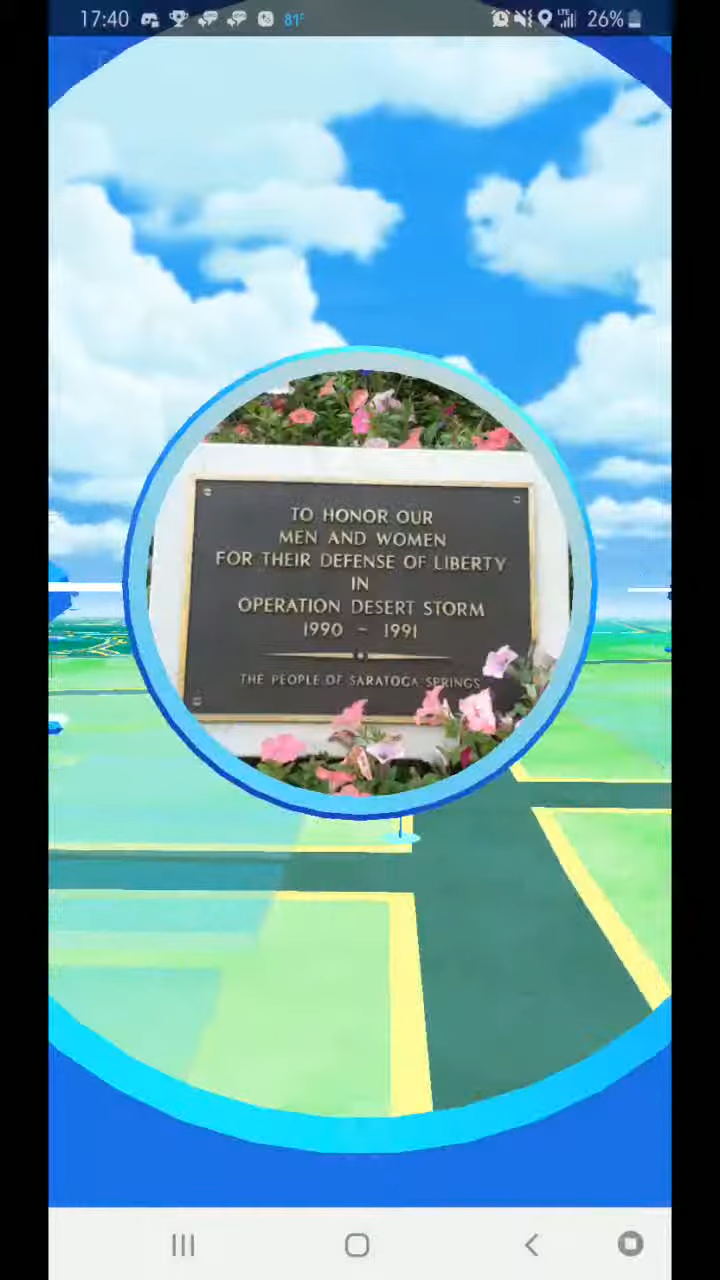 17:40 81° LTE 26%
TO HONOR OUR
MEN AND WOMEN
FOR THEIR DEFENSE OF LIBERTY
IN
OPERATION DESERT STORM
1990 - 1991
THE PEOPLE OF SARATOGA SPRINGS